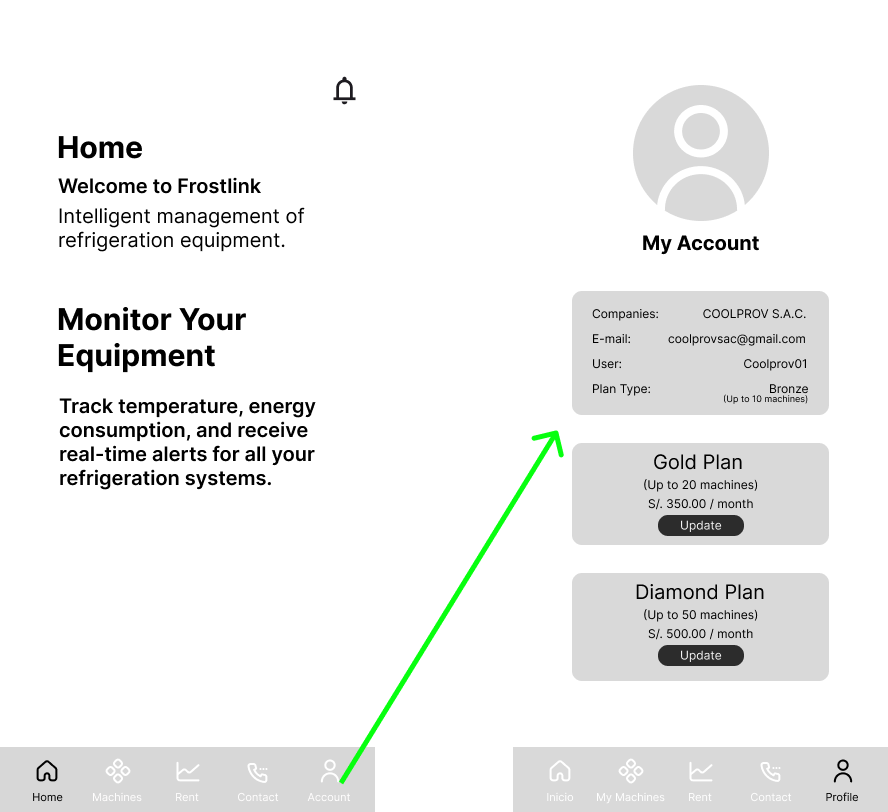 Home
Welcome to Frostlink
Intelligent management of
refrigeration equipment.
Monitor Your
Equipment
Track temperature, energy
consumption, and receive
real-time alerts for all your
refrigeration systems.
Home Machines Rent Contact Account
My Account
Companies: COOLPROV S.A.C.
E-mail: coolprovsac@gmail.com
User: Coolprov01
Plan Type: Bronze
(Up to 10 machines)
Gold Plan
(Up to 20 machines)
S/. 350.00 / month
Update
Diamond Plan
(Up to 50 machines)
S/. 500.00 / month
Update
Inicio My Machines Rent Contact Profile